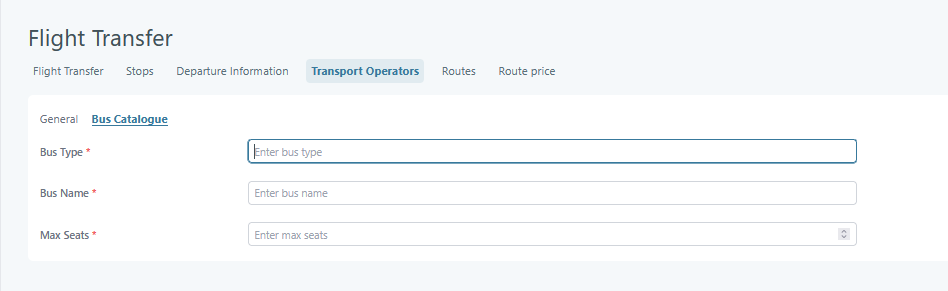 Flight Transfer
Flight Transfer Stops Departure Information Transport Operators Routes Route price
General Bus Catalogue
Bus Type * Enter bus type
Bus Name * Enter bus name
Max Seats * Enter max seats